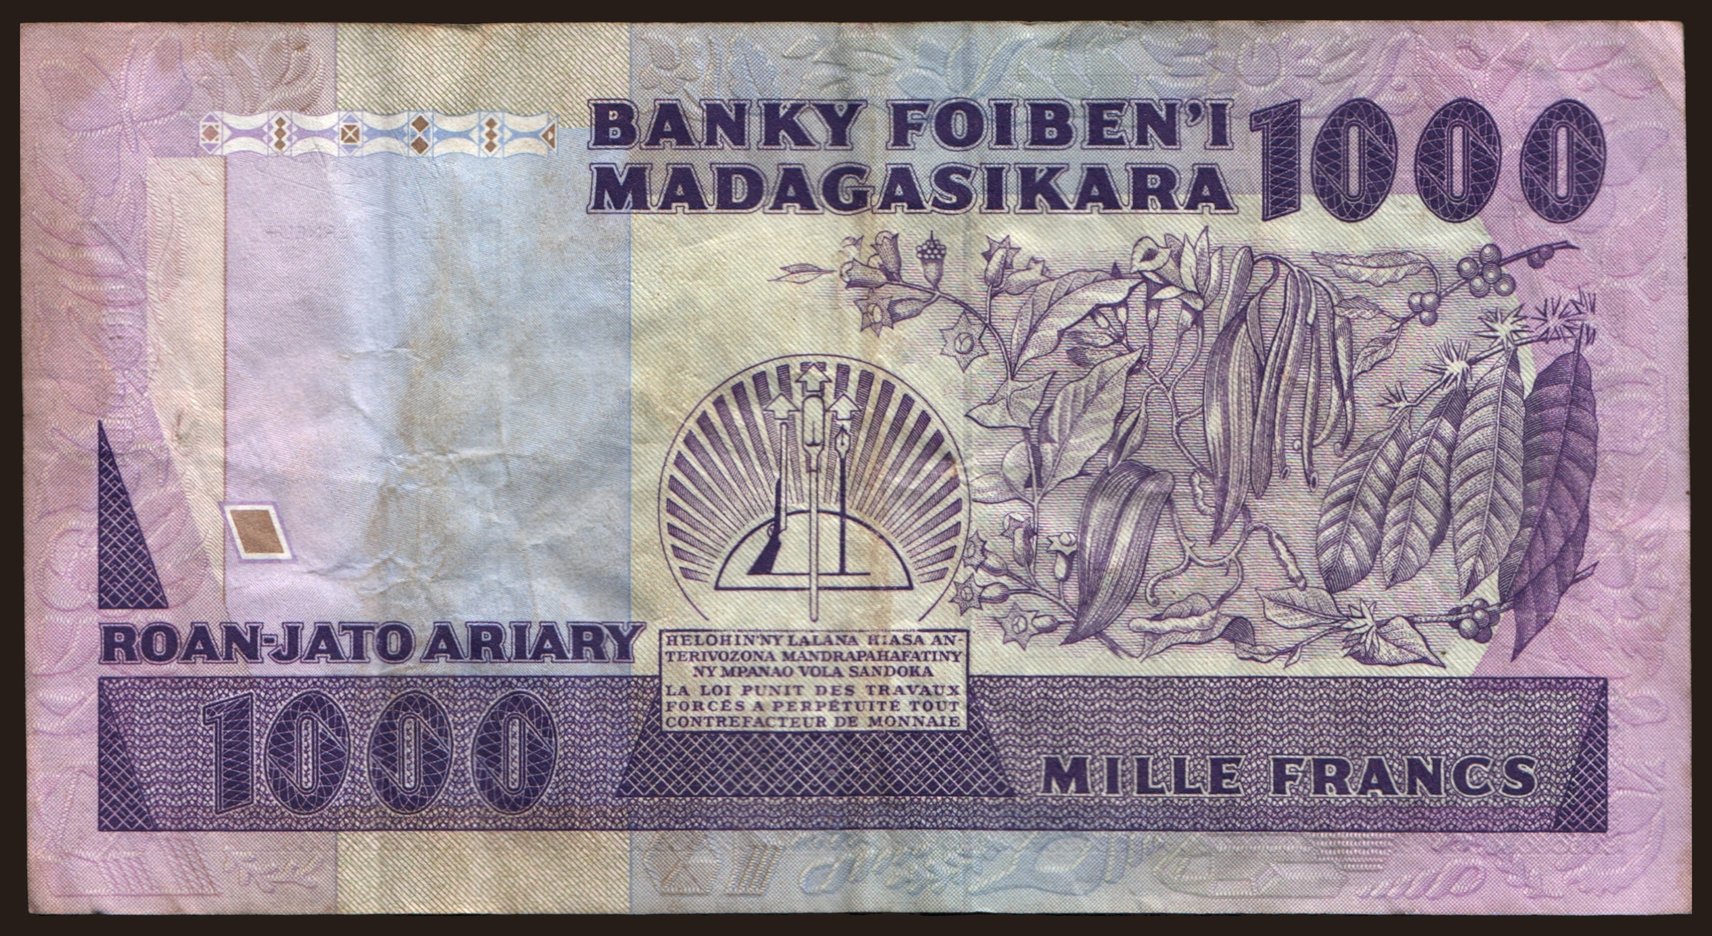 BANKY FOIBEN'I
MADAGASIKARA
1000
ROAN-JATO ARIARY
HELOHIN'NY LALANA HIASA AN-
TERIVOZONA MANDRAPAHAFATINY
NY MPANAO VOLA SANDOKA
LA LOI PUNIT DES TRAVAUX
FORCÉS A PERPÉTUITÉ TOUT
CONTREFACTEUR DE MONNAIE
1000
MILLE FRANCS